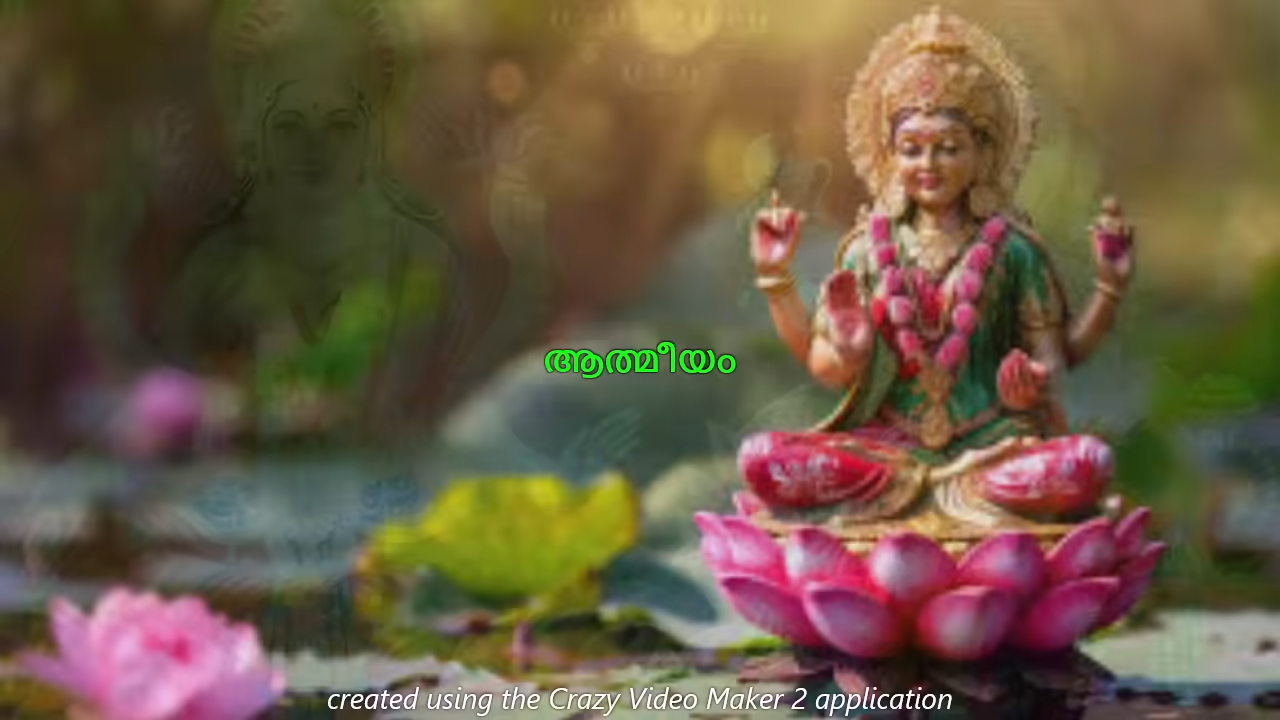 ആത്മീയം
created using the Crazy Video Maker 2 application